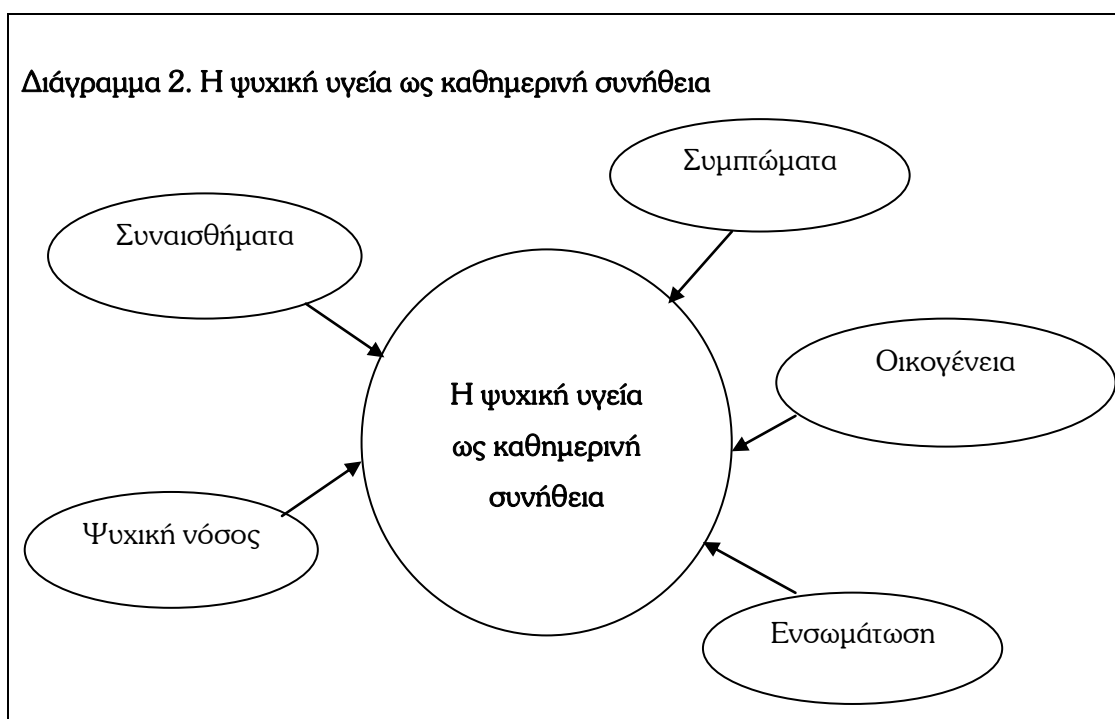 Διάγραμμα 2. Η ψυχική υγεία ως καθημερινή συνήθεια
Συμπτώματα
Συναισθήματα
Οικογένεια
Η ψυχική υγεία
ως καθημερινή
συνήθεια
Ψυχική νόσος
Ενσωμάτωση